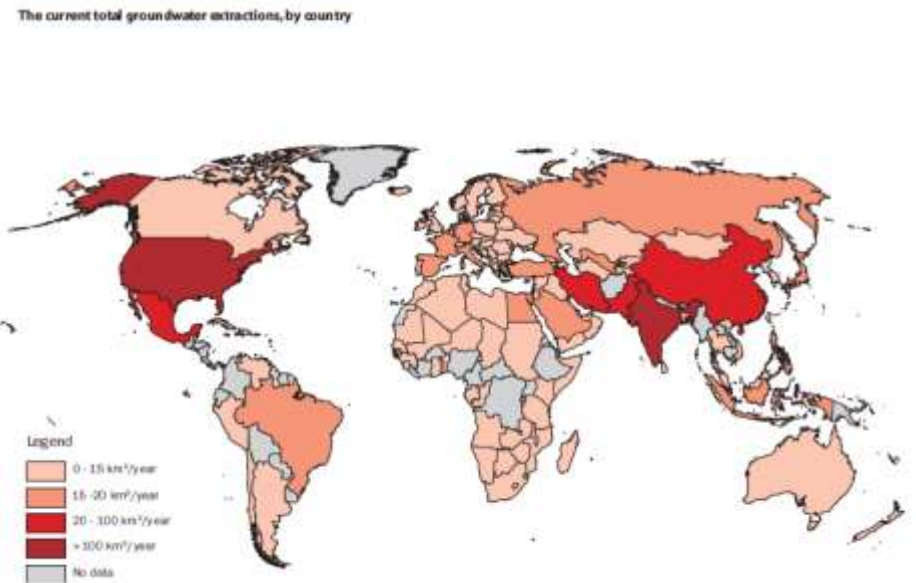 The current total groundwater extractions, by country
Legend
0 - 15 km³/year
15 -20 km³/year
20 - 100 km³/year
> 100 km³/year
No data